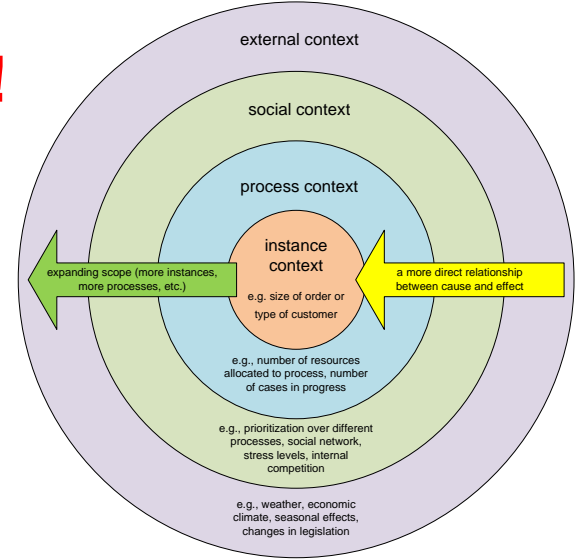 !
external context
social context
process context
instance
context
e.g. size of order or
type of customer
expanding scope (more instances,
more processes, etc.)
a more direct relationship
between cause and effect
e.g., number of resources
allocated to process, number
of cases in progress
e.g., prioritization over different
processes, social network,
stress levels, internal
competition
e.g., weather, economic
climate, seasonal effects,
changes in legislation